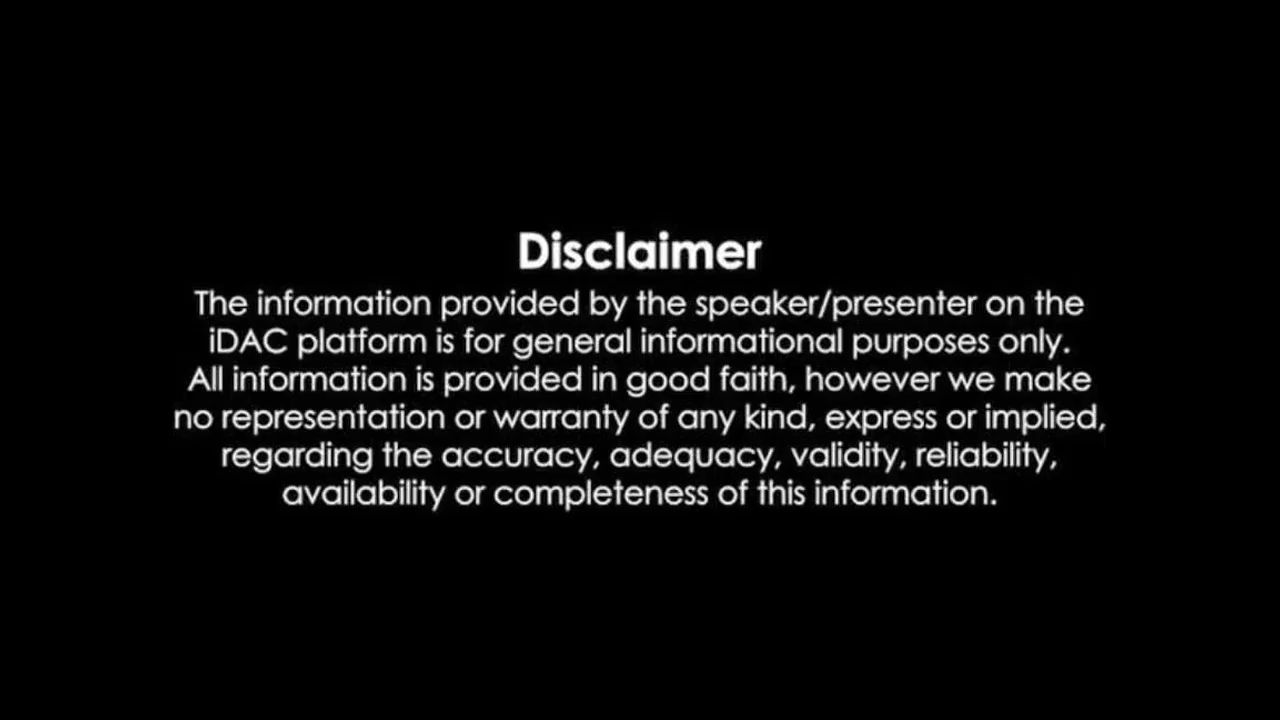 Disclaimer
The information provided by the speaker/presenter on the
iDAC platform is for general informational purposes only.
All information is provided in good faith, however we make
no representation or warranty of any kind, express or implied,
regarding the accuracy, adequacy, validity, reliability,
availability or completeness of this information.